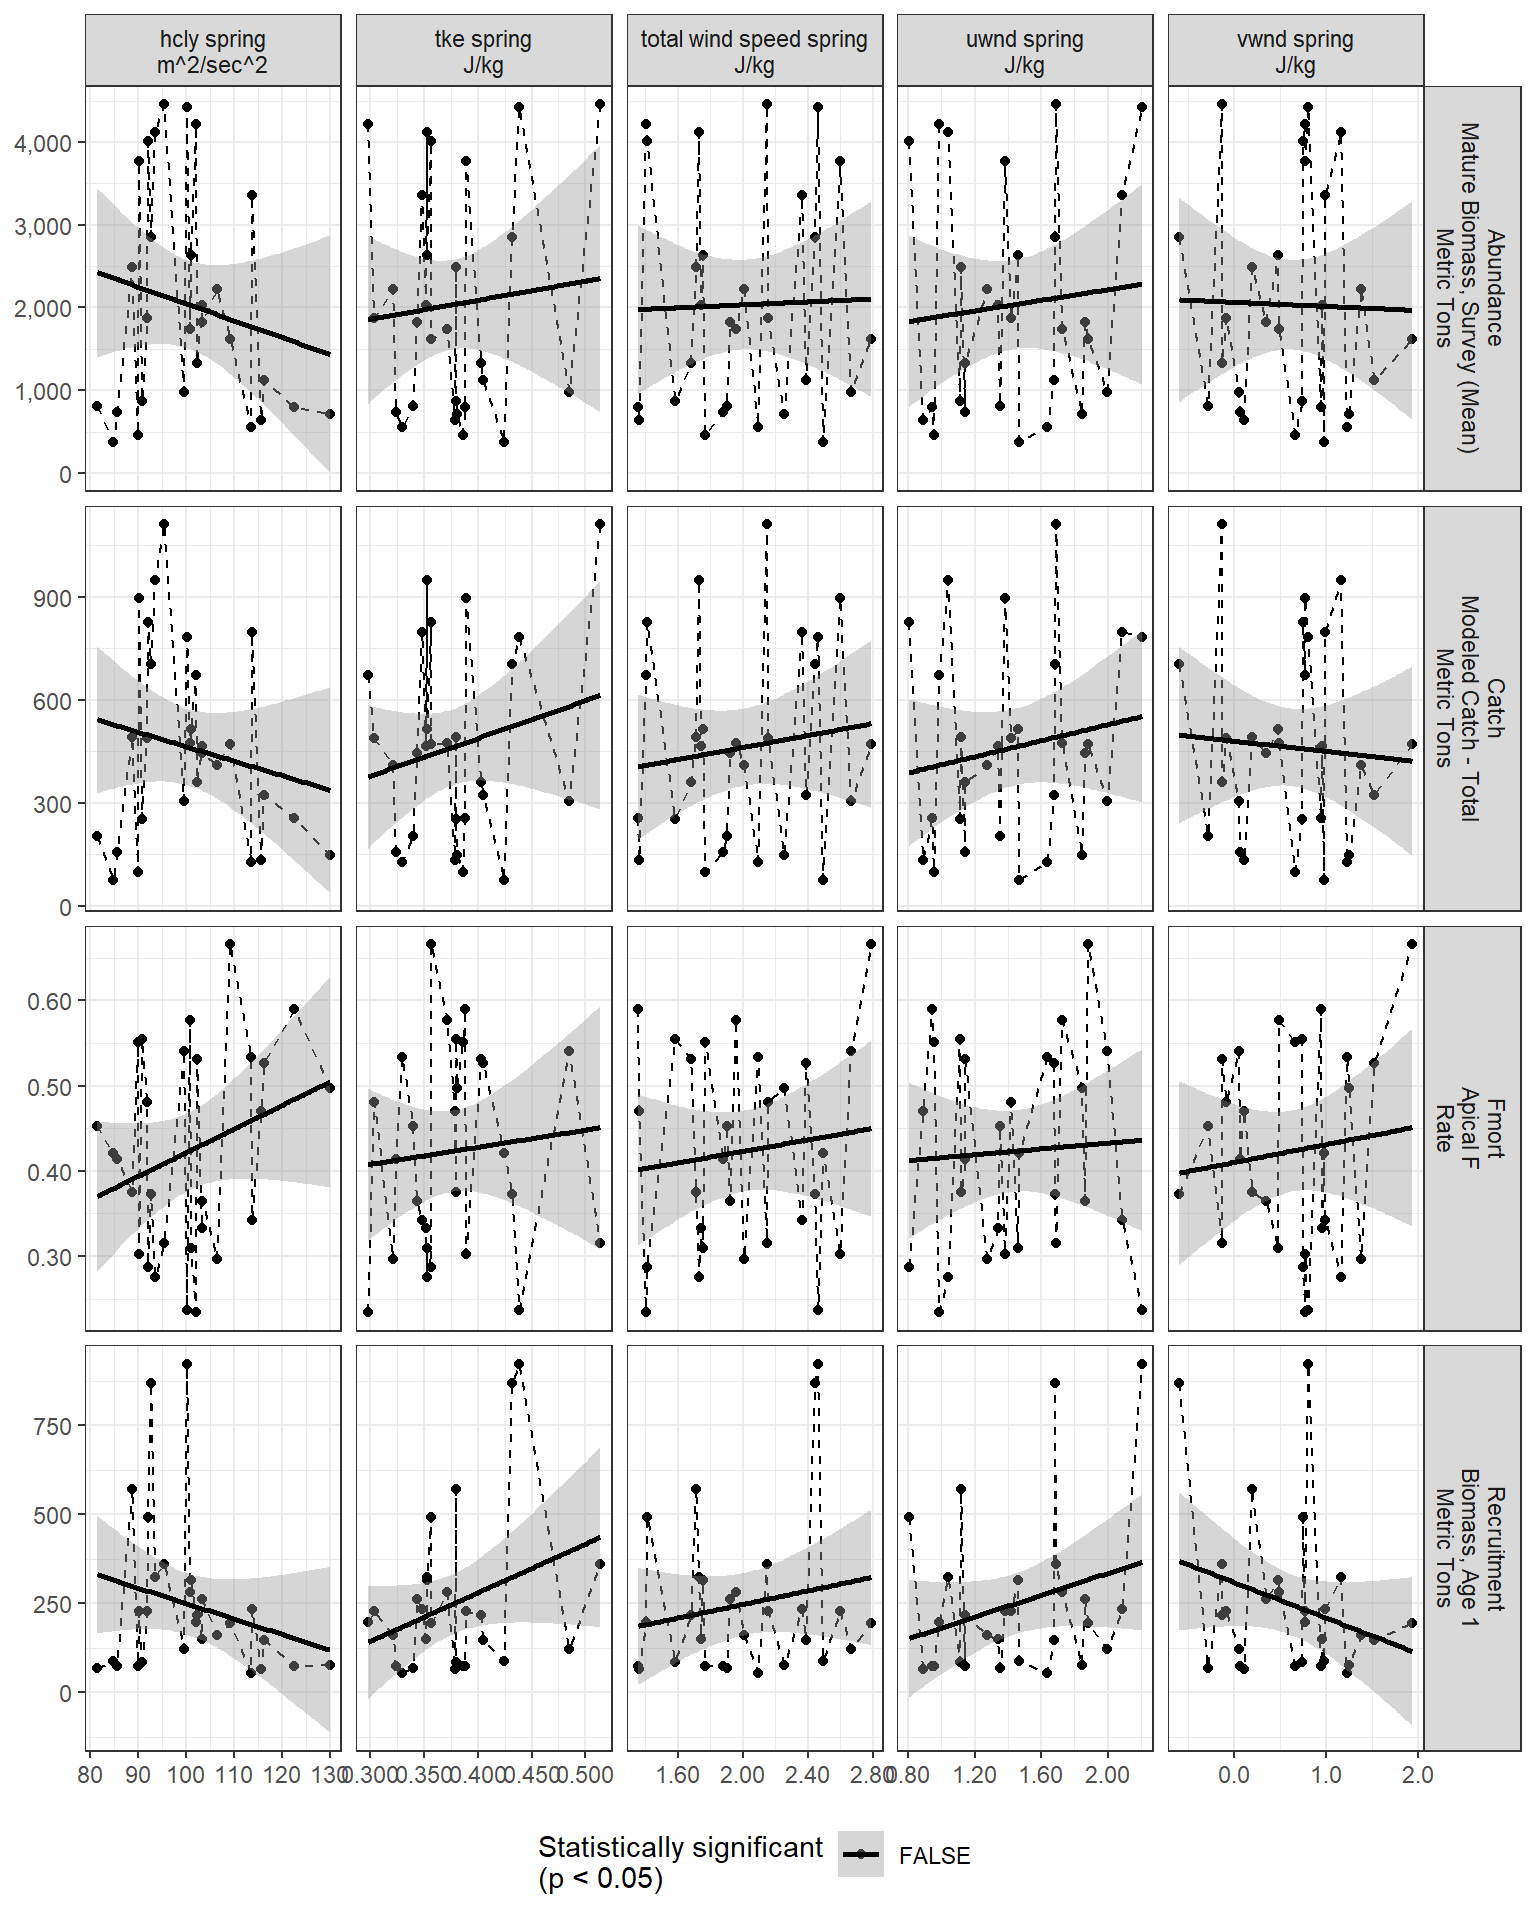 hcly spring
m^2/sec^2
tke spring
J/kg
total wind speed spring
J/kg
uwnd spring
J/kg
vwnd spring
J/kg
4,000
3,000
2,000
1,000
0
Abundance
Mature Biomass, Survey (Mean)
Metric Tons
900
600
300
0
Catch
Modeled Catch - Total
Metric Tons
0.60
0.50
0.40
0.30
Fmort
Apical F
Rate
750
500
250
0
Recruitment
Biomass, Age 1
Metric Tons
80 90 100 110 120 130
0.300 0.350 0.400 0.450 0.500
1.60 2.00 2.40 2.80
0.80 1.20 1.60 2.00
0.0 1.0 2.0
Statistically significant
(p < 0.05)
FALSE